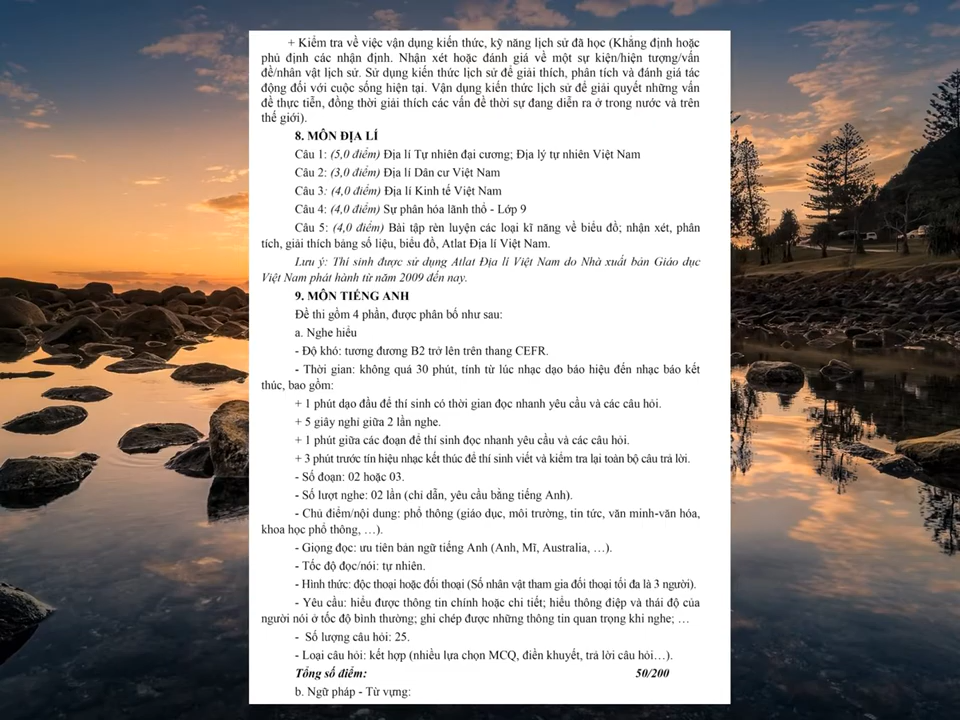 + Kiểm tra về việc vận dụng kiến thức, kỹ năng lịch sử đã học (Khẳng định hoặc
phủ định các nhận định. Nhận xét hoặc đánh giá về một sự kiện/hiện tượng/vấn
đề/nhân vật lịch sử. Sử dụng kiến thức lịch sử để giải thích, phân tích và đánh giá tác
động đối với cuộc sống hiện tại. Vận dụng kiến thức lịch sử để giải quyết những vấn
đề thực tiễn, đồng thời giải thích các vấn đề thời sự đang diễn ra ở trong nước và trên
thế giới).
8. MÔN ĐỊA LÍ
Câu 1: (5,0 điểm) Địa lí Tự nhiên đại cương; Địa lý tự nhiên Việt Nam
Câu 2: (3,0 điểm) Địa lí Dân cư Việt Nam
Câu 3: (4,0 điểm) Địa lí Kinh tế Việt Nam
Câu 4: (4,0 điểm) Sự phân hóa lãnh thổ - Lớp 9
Câu 5: (4,0 điểm) Bài tập rèn luyện các loại kĩ năng về biểu đồ; nhận xét, phân
tích, giải thích bảng số liệu, biểu đồ, Atlat Địa lí Việt Nam.
Lưu ý: Thí sinh được sử dụng Atlat Địa lí Việt Nam do Nhà xuất bản Giáo dục
Việt Nam phát hành từ năm 2009 đến nay.
9. MÔN TIẾNG ANH
Đề thi gồm 4 phần, được phân bố như sau:
a. Nghe hiểu
- Độ khó: tương đương B2 trở lên trên thang CEFR.
- Thời gian: không quá 30 phút, tính từ lúc nhạc dạo báo hiệu đến nhạc báo kết
thúc, bao gồm:
+ 1 phút dạo đầu để thí sinh có thời gian đọc nhanh yêu cầu và các câu hỏi.
+ 5 giây nghỉ giữa 2 lần nghe.
+ 1 phút giữa các đoạn để thí sinh đọc nhanh yêu cầu và các câu hỏi.
+ 3 phút trước tín hiệu nhạc kết thúc để thí sinh viết và kiểm tra lại toàn bộ câu trả lời.
- Số đoạn: 02 hoặc 03.
- Số lượt nghe: 02 lần (chỉ dẫn, yêu cầu bằng tiếng Anh).
- Chủ điểm/nội dung: phổ thông (giáo dục, môi trường, tin tức, văn minh-văn hóa,
khoa học phổ thông, …).
- Giọng đọc: ưu tiên bản ngữ tiếng Anh (Anh, Mĩ, Australia, …).
- Tốc độ đọc/nói: tự nhiên.
- Hình thức: độc thoại hoặc đối thoại (Số nhân vật tham gia đối thoại tối đa là 3 người).
- Yêu cầu: hiểu được thông tin chính hoặc chi tiết; hiểu thông điệp và thái độ của
người nói ở tốc độ bình thường; ghi chép được những thông tin quan trọng khi nghe; …
- Số lượng câu hỏi: 25.
- Loại câu hỏi: kết hợp (nhiều lựa chọn MCQ, điền khuyết, trả lời câu hỏi…).
Tổng số điểm: 50/200
b. Ngữ pháp - Từ vựng: